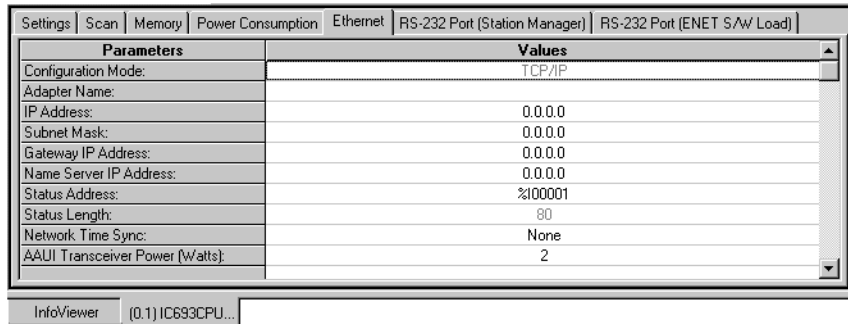 Settings Scan Memory Power Consumption Ethernet RS-232 Port (Station Manager) RS-232 Port (ENET S/W Load)
Parameters Values
Configuration Mode: TCP/IP
Adapter Name:
IP Address: 0.0.0.0
Subnet Mask: 0.0.0.0
Gateway IP Address: 0.0.0.0
Name Server IP Address: 0.0.0.0
Status Address: %I00001
Status Length: 80
Network Time Sync: None
AAUI Transceiver Power (Watts): 2
InfoViewer (0.1) IC693CPU...